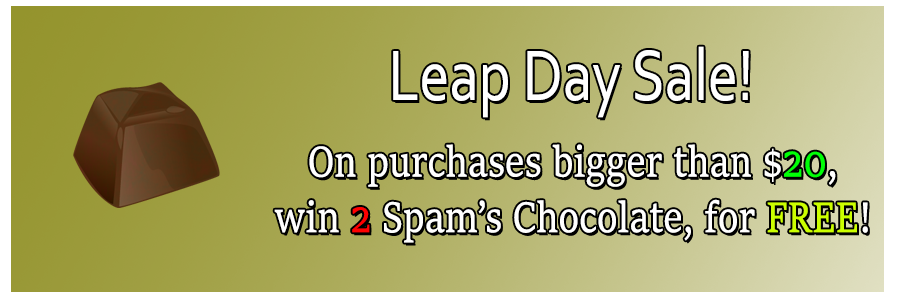 Leap Day Sale!
On purchases bigger than $20,
win 2 Spam's Chocolate, for FREE!